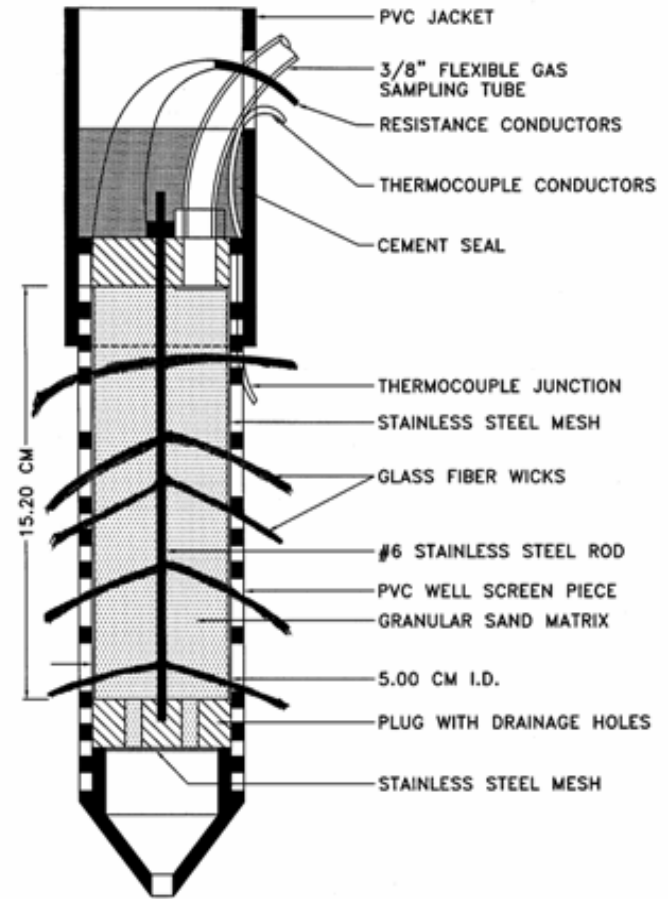 PVC JACKET
3/8" FLEXIBLE GAS
SAMPLING TUBE
RESISTANCE CONDUCTORS
THERMOCOUPLE CONDUCTORS
CEMENT SEAL
THERMOCOUPLE JUNCTION
STAINLESS STEEL MESH
GLASS FIBER WICKS
15.20 CM
#6 STAINLESS STEEL ROD
PVC WELL SCREEN PIECE
GRANULAR SAND MATRIX
5.00 CM I.D.
PLUG WITH DRAINAGE HOLES
STAINLESS STEEL MESH